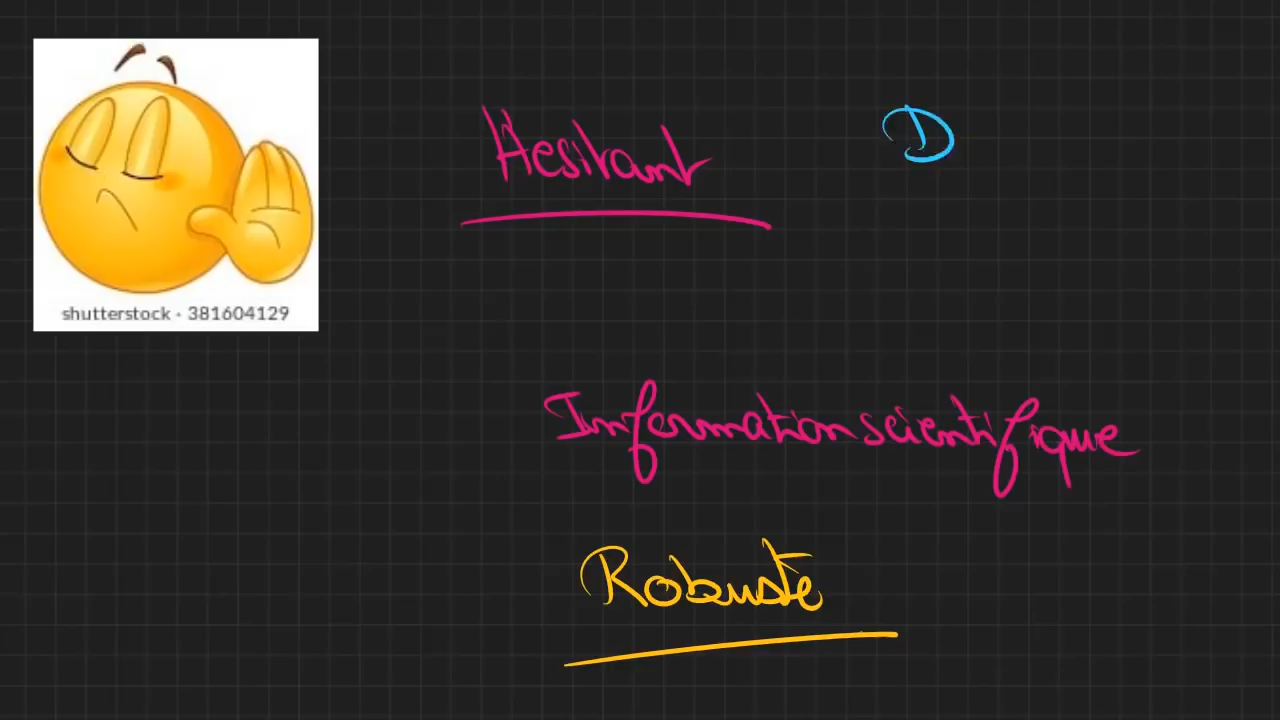 Hesitant D
shutterstock · 381604129
Information scientifique
Robuste